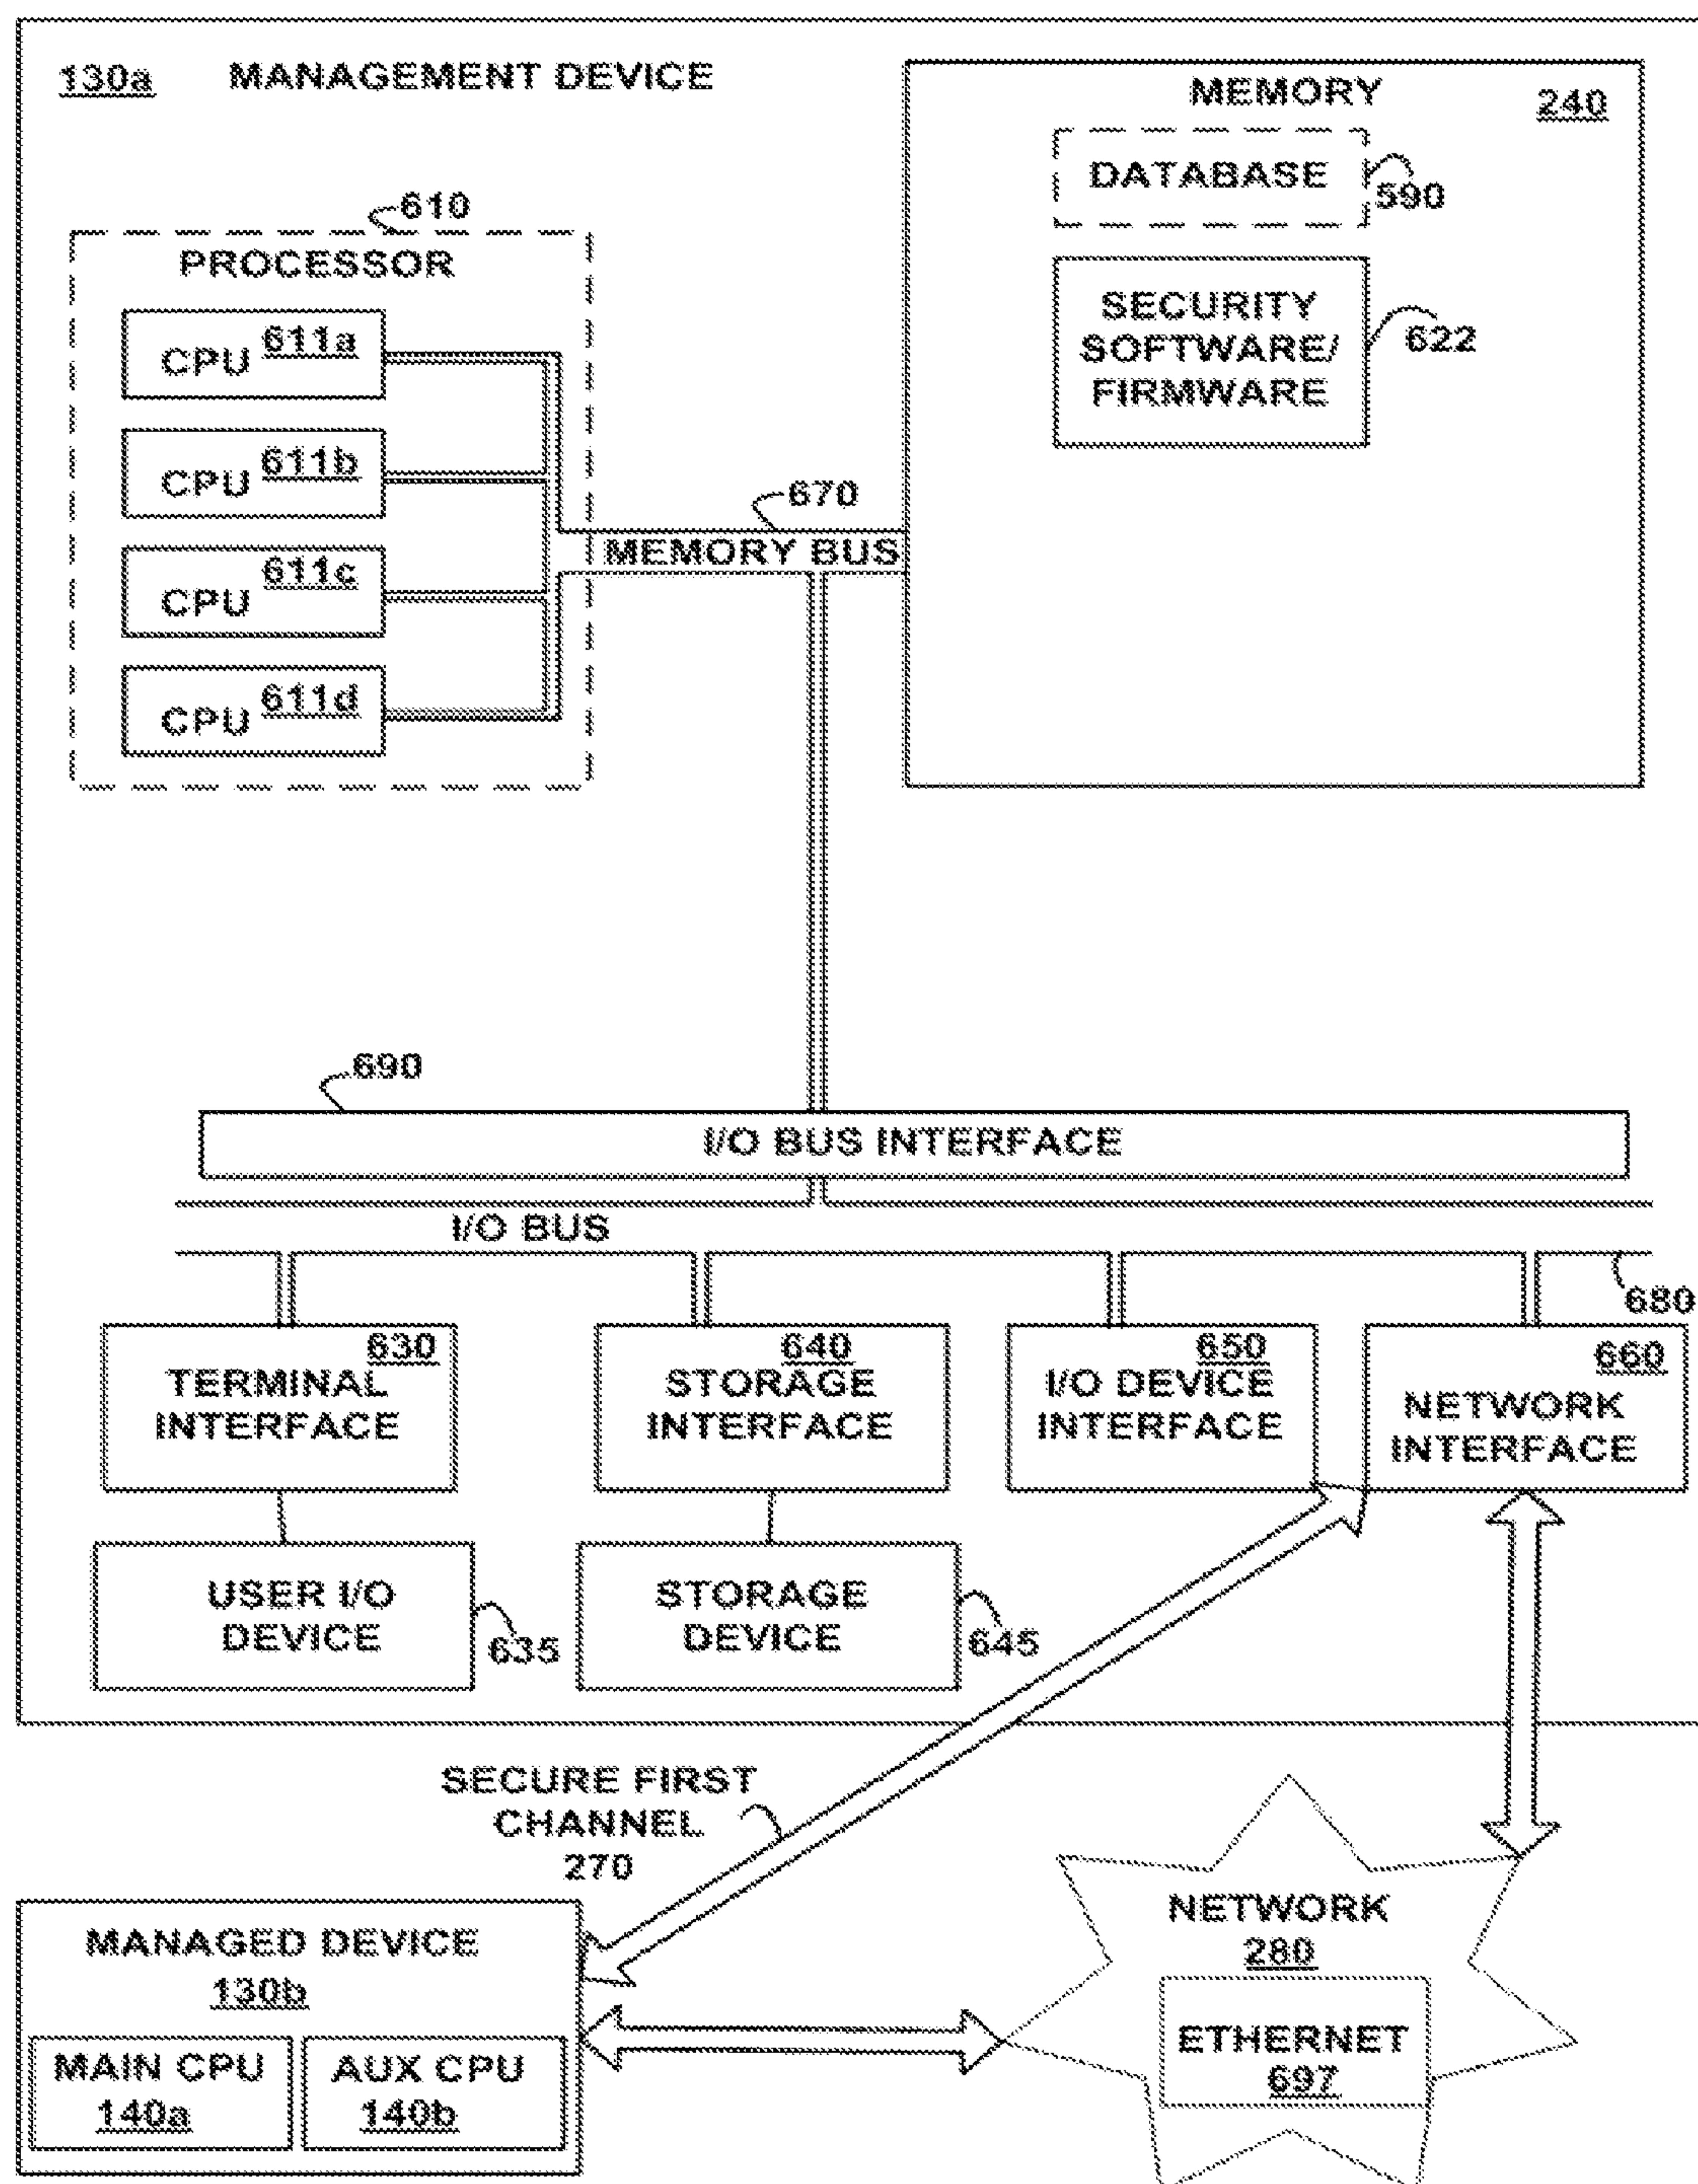 130a MANAGEMENT DEVICE
MEMORY
240
DATABASE
590
SECURITY
SOFTWARE/
FIRMWARE
622
610
PROCESSOR
CPU 611a
CPU 611b
CPU 611c
CPU 611d
670
MEMORY BUS
690
I/O BUS INTERFACE
I/O BUS
680
630
TERMINAL
INTERFACE
640
STORAGE
INTERFACE
650
I/O DEVICE
INTERFACE
660
NETWORK
INTERFACE
USER I/O
DEVICE
635
STORAGE
DEVICE
645
SECURE FIRST
CHANNEL
270
MANAGED DEVICE
130b
MAIN CPU
140a
AUX CPU
140b
NETWORK
280
ETHERNET
697